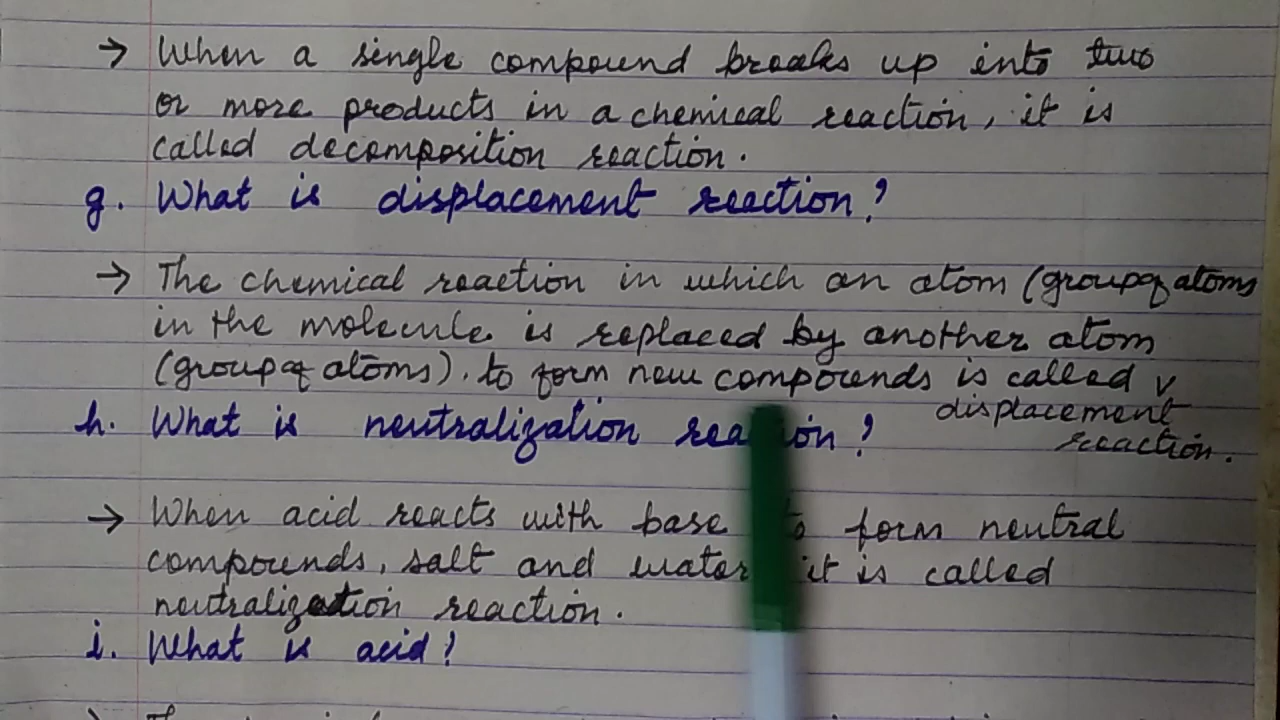 → When a single compound breaks up into two
or more products in a chemical reaction, it is
called decomposition reaction.
g. What is displacement reaction?
→ The chemical reaction in which an atom (group of atoms
in the molecule is replaced by another atom
(group of atoms). to form new compounds is called v
displacement
reaction.
h. What is neutralization reaction?
→ When acid reacts with base to form neutral
compounds, salt and water it is called
neutralization reaction.
i. What is acid?